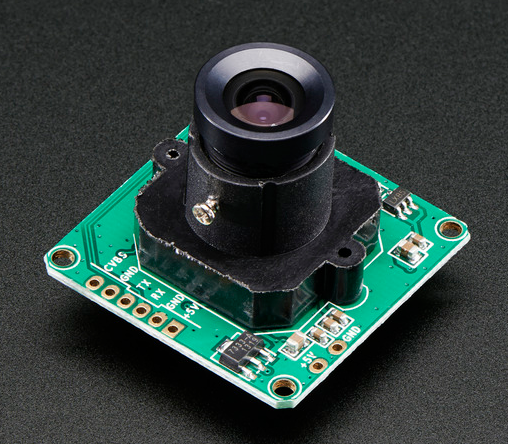 CVBS
GND
TX
RX
GND
+5V
+5V
GND